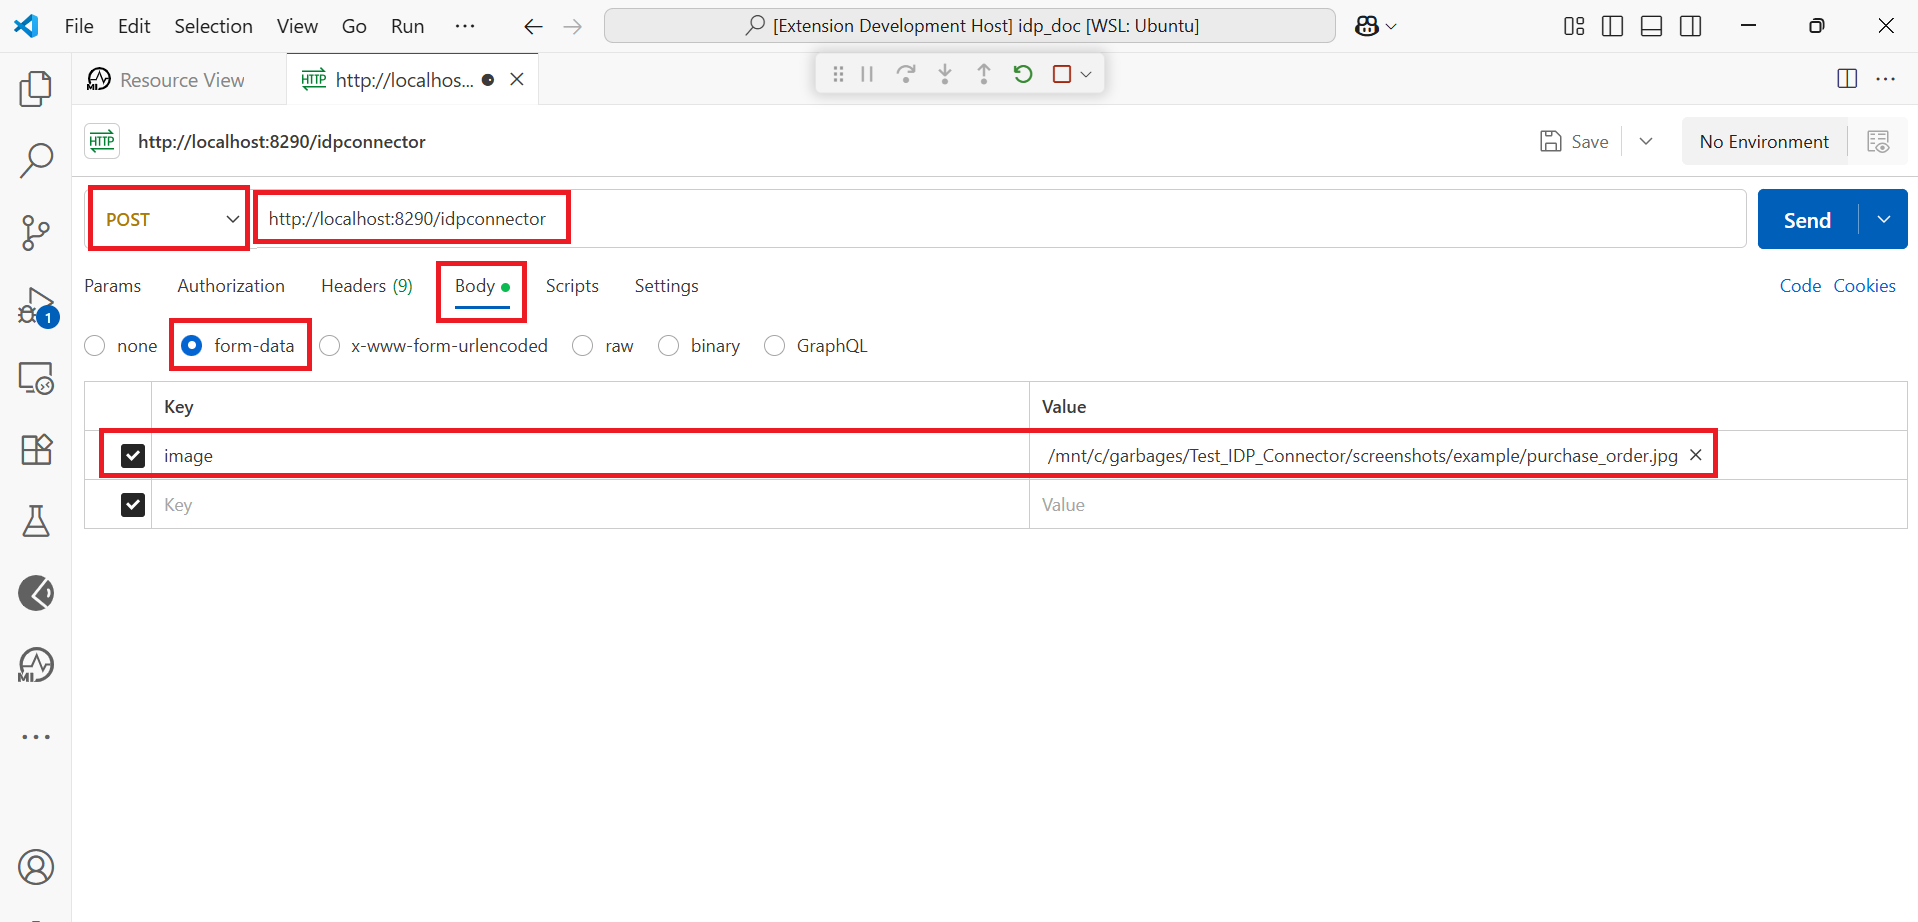 File Edit Selection View Go Run ··· [Extension Development Host] idp_doc [WSL: Ubuntu]
MI Resource View HTTP http://localhos...
HTTP http://localhost:8290/idpconnector Save No Environment
POST http://localhost:8290/idpconnector Send
Params Authorization Headers (9) Body Scripts Settings Code Cookies
1
none form-data x-www-form-urlencoded raw binary GraphQL
Key Value
image /mnt/c/garbages/Test_IDP_Connector/screenshots/example/purchase_order.jpg
Key Value
MI